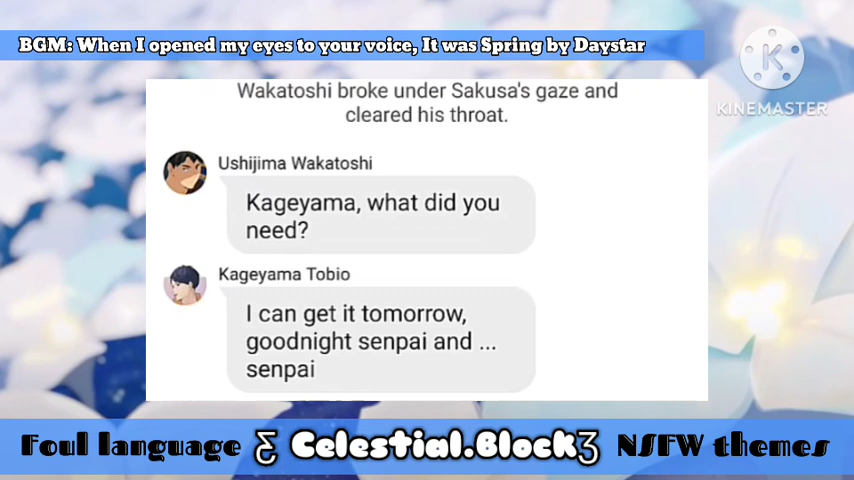 BGM: When I opened my eyes to your voice, It was Spring by Daystar
KINEMASTER
Wakatoshi broke under Sakusa's gaze and
cleared his throat.
Ushijima Wakatoshi
Kageyama, what did you
need?
Kageyama Tobio
I can get it tomorrow,
goodnight senpai and ...
senpai
Foul language Ƹ Celestial.Block Ʒ NSFW themes